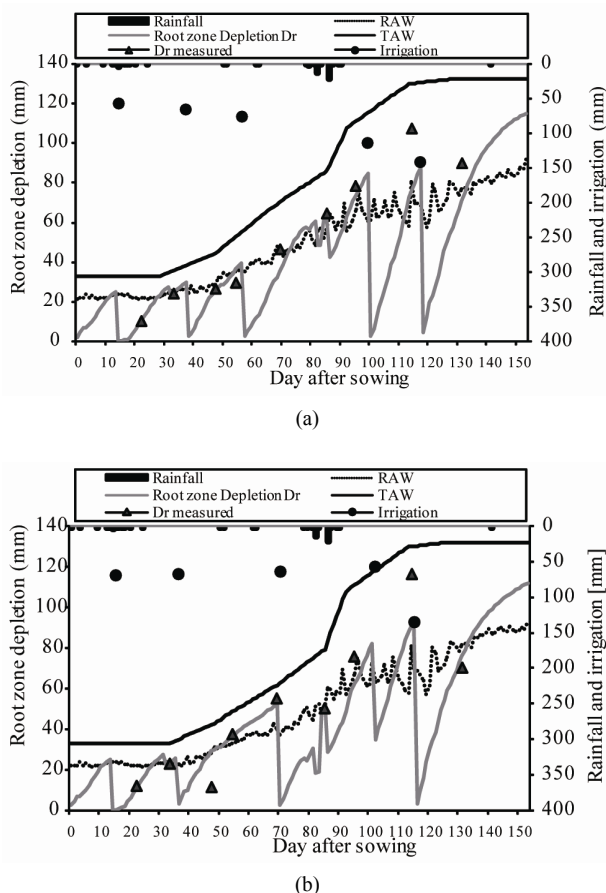 Rainfall RAW
Root zone Depletion Dr TAW
Dr measured Irrigation
140 0
120 50
100 100
80 150
60 200
250
40 300
20 350
0 400
Root zone depletion (mm)
Rainfall and irrigation (mm)
0 10 20 30 40 50 60 70 80 90 100 110 120 130 140 150
Day after sowing
(a)
Rainfall RAW
Root zone Depletion Dr TAW
Dr measured Irrigation
140 0
120 50
100 100
80 150
60 200
250
40 300
20 350
0 400
Root zone depletion (mm)
Rainfall and irrigation [mm]
0 10 20 30 40 50 60 70 80 90 100 110 120 130 140 150
Day after sowing
(b)